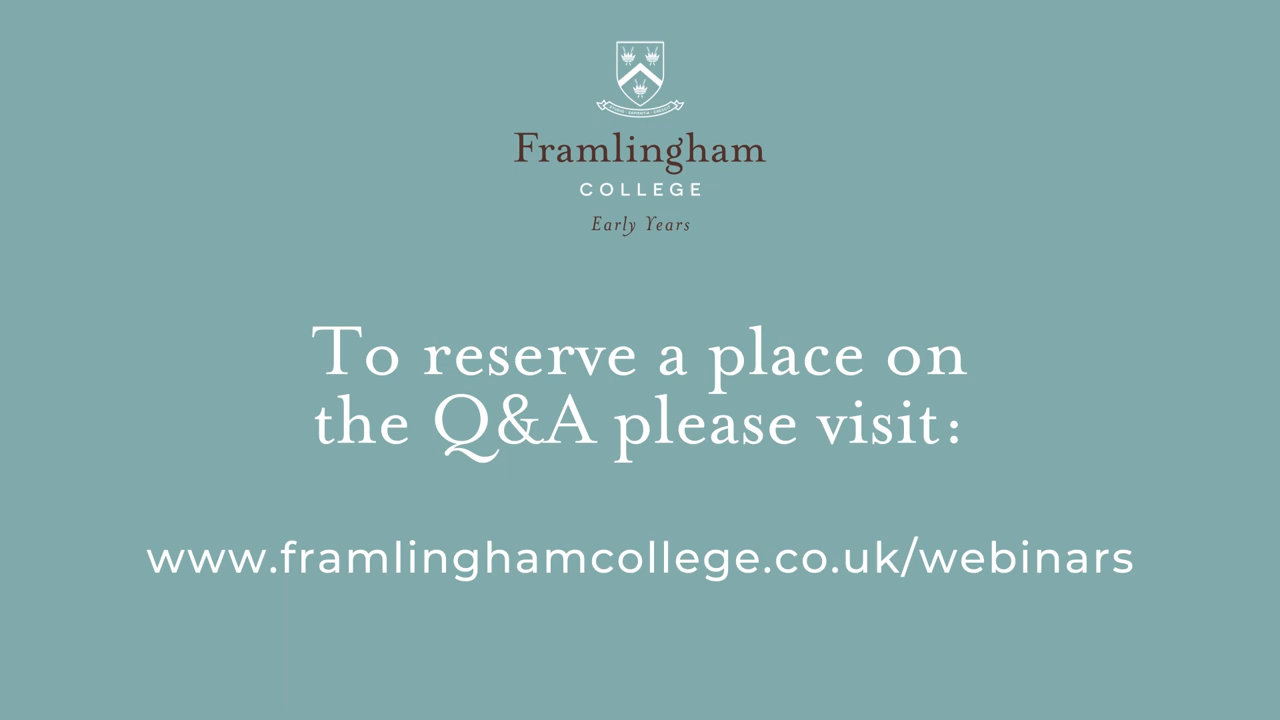 Framlingham
COLLEGE
Early Years
To reserve a place on
the Q&A please visit:
www.framlinghamcollege.co.uk/webinars